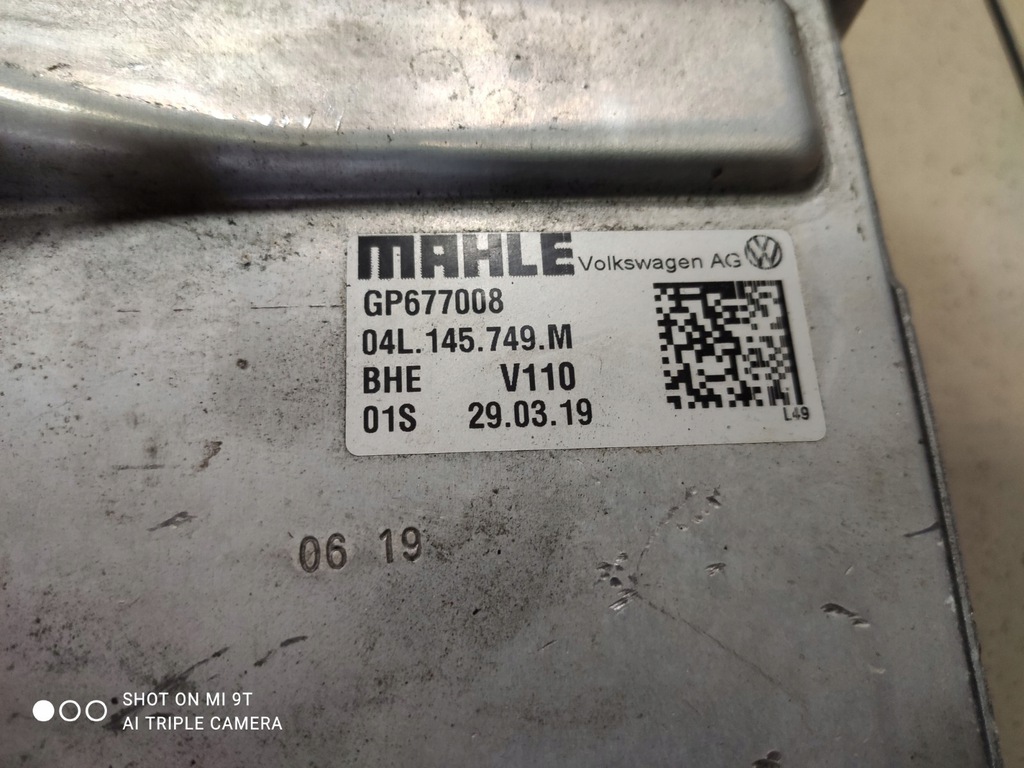 MAHLE Volkswagen AG
GP677008
04L.145.749.M
BHE V110
01S 29.03.19
L49
06 19
SHOT ON MI 9T
AI TRIPLE CAMERA